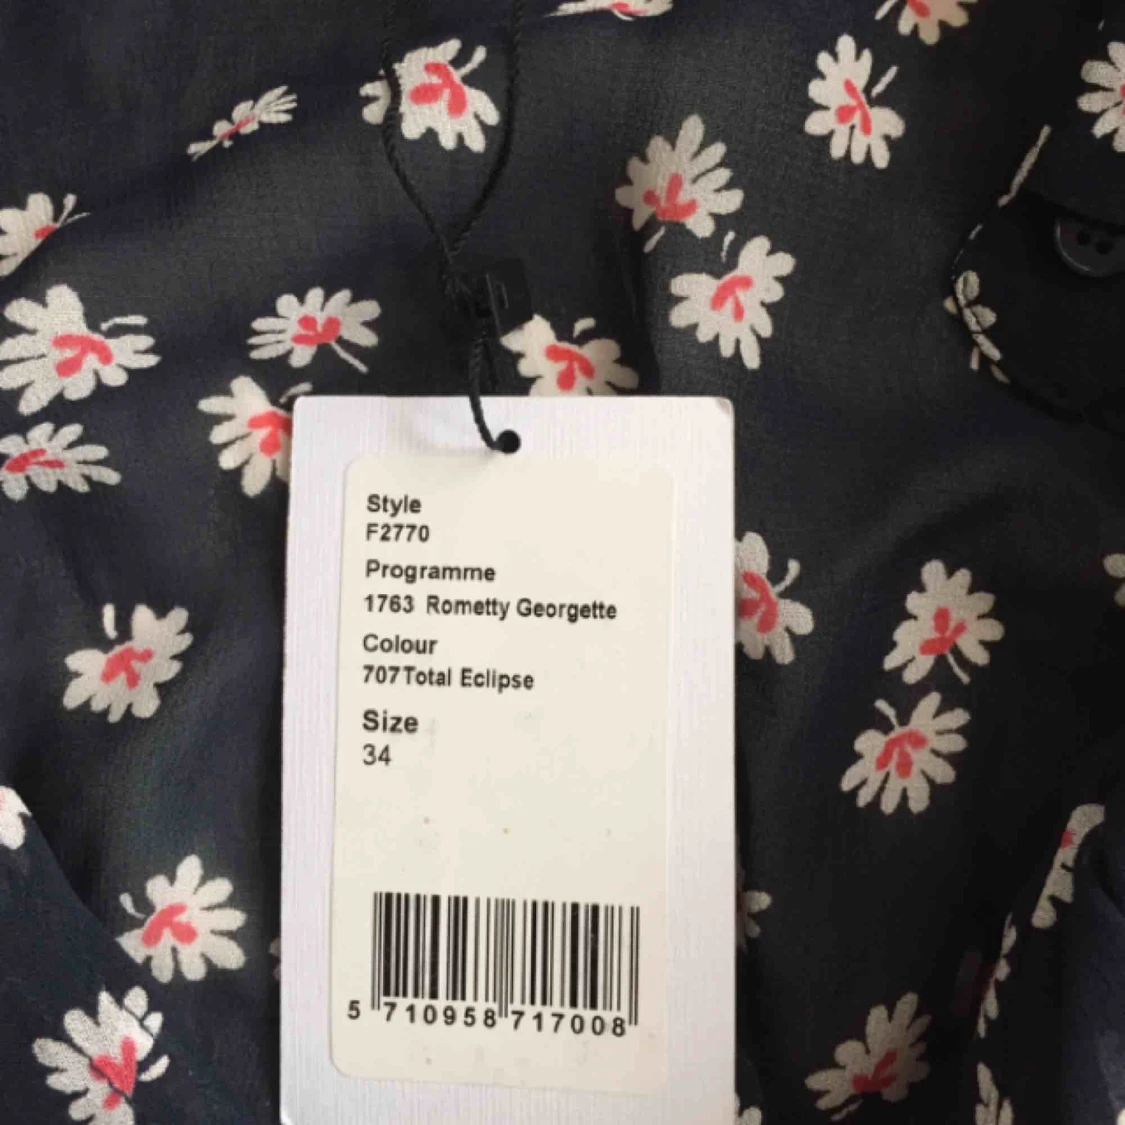 Style
F2770
Programme
1763 Rometty Georgette
Colour
707Total Eclipse
Size
34
5 710958 717008